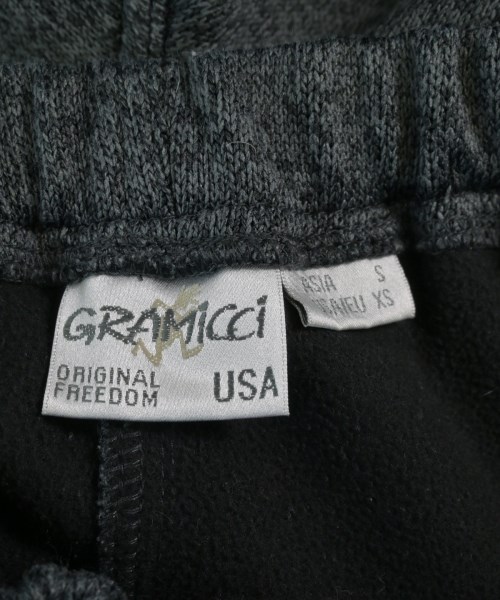 GRAMiCCi
ORIGINAL
FREEDOM
USA
ASIA S
XS